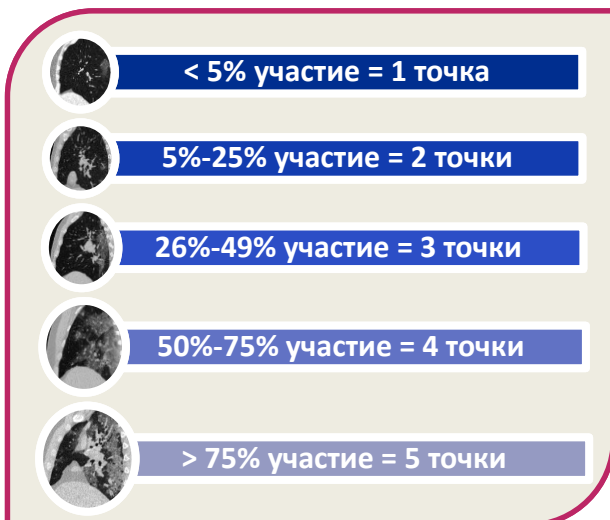 < 5% участие = 1 точка
5%-25% участие = 2 точки
26%-49% участие = 3 точки
50%-75% участие = 4 точки
> 75% участие = 5 точки